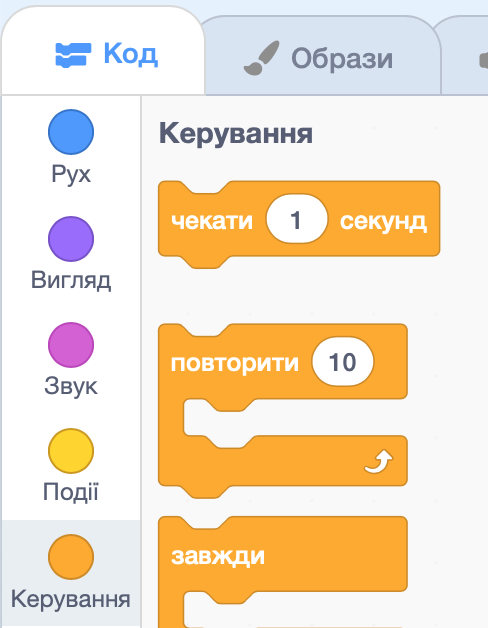 Код
Образи
Рух
Вигляд
Звук
Події
Керування
Керування
чекати 1 секунд
повторити 10
завжди